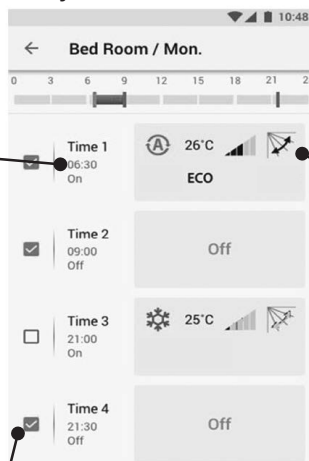 10:48
Bed Room / Mon.
0 3 6 9 12 15 18 21 2
Time 1
06:30
On
A 26°C
ECO
Time 2
09:00
Off
Off
Time 3
21:00
On
25°C
Time 4
21:30
Off
Off